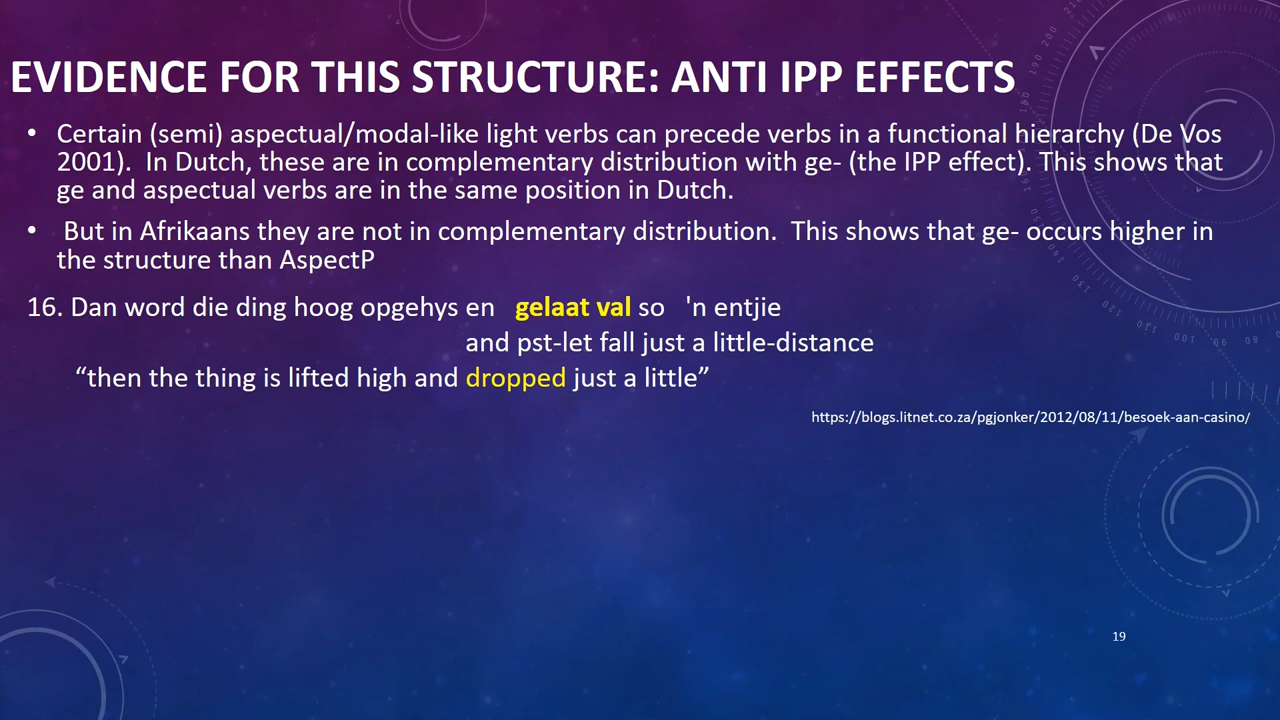 EVIDENCE FOR THIS STRUCTURE: ANTI IPP EFFECTS
• Certain (semi) aspectual/modal-like light verbs can precede verbs in a functional hierarchy (De Vos
2001).  In Dutch, these are in complementary distribution with ge- (the IPP effect). This shows that
ge and aspectual verbs are in the same position in Dutch.
• But in Afrikaans they are not in complementary distribution.  This shows that ge- occurs higher in
the structure than AspectP
16. Dan word die ding hoog opgehys en   gelaat val so   'n entjie
and pst-let fall just a little-distance
“then the thing is lifted high and dropped just a little”
https://blogs.litnet.co.za/pgjonker/2012/08/11/besoek-aan-casino/
19